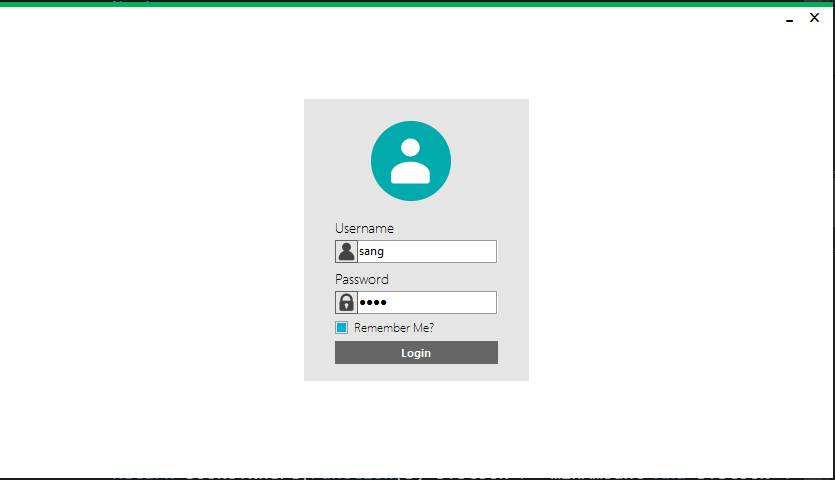 Username
sang
Password
••••
Remember Me?
Login